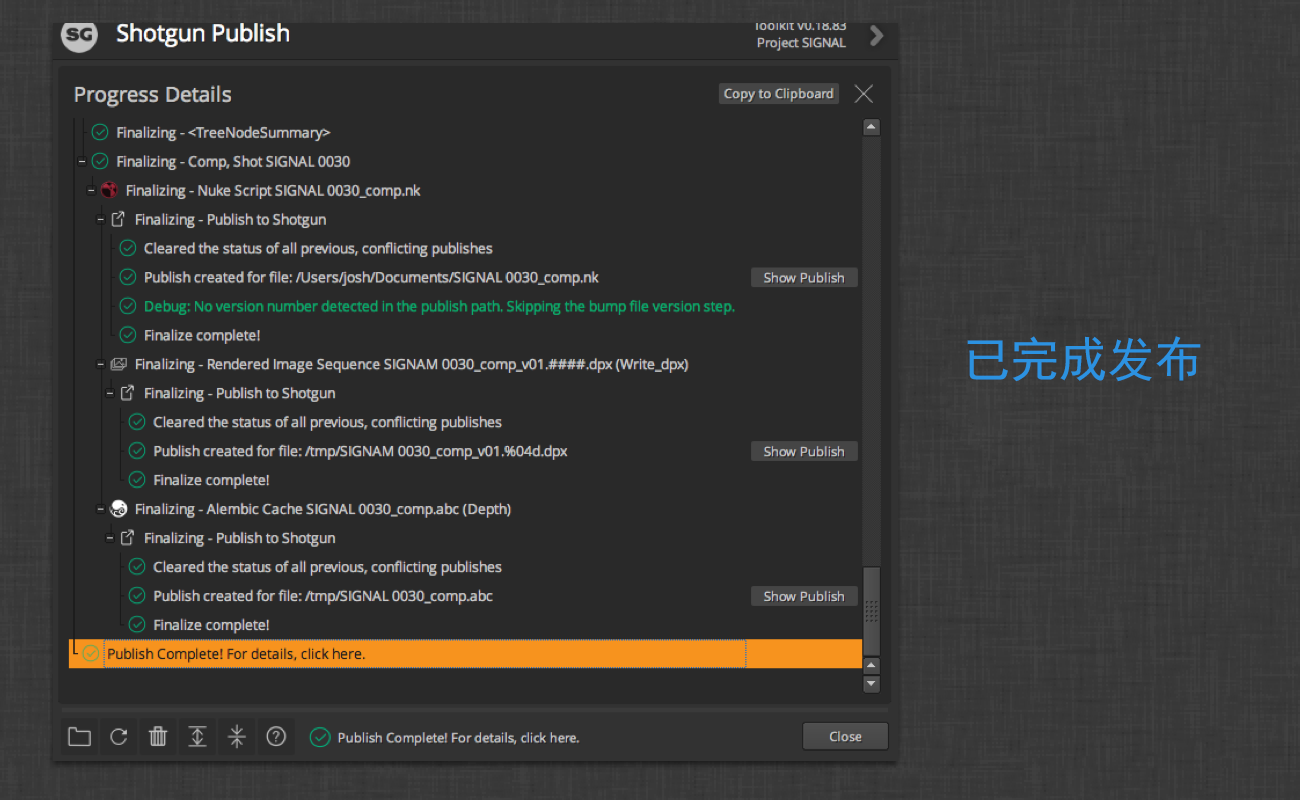 SG
Shotgun Publish
Toolkit v0.18.83
Project SIGNAL
Progress Details
Copy to Clipboard
Finalizing - <TreeNodeSummary>
Finalizing - Comp, Shot SIGNAL 0030
Finalizing - Nuke Script SIGNAL 0030_comp.nk
Finalizing - Publish to Shotgun
Cleared the status of all previous, conflicting publishes
Publish created for file: /Users/josh/Documents/SIGNAL 0030_comp.nk
Show Publish
Debug: No version number detected in the publish path. Skipping the bump file version step.
Finalize complete!
Finalizing - Rendered Image Sequence SIGNAM 0030_comp_v01.####.dpx (Write_dpx)
Finalizing - Publish to Shotgun
Cleared the status of all previous, conflicting publishes
Publish created for file: /tmp/SIGNAM 0030_comp_v01.%04d.dpx
Show Publish
Finalize complete!
Finalizing - Alembic Cache SIGNAL 0030_comp.abc (Depth)
Finalizing - Publish to Shotgun
Cleared the status of all previous, conflicting publishes
Publish created for file: /tmp/SIGNAL 0030_comp.abc
Show Publish
Finalize complete!
Publish Complete! For details, click here.
Publish Complete! For details, click here.
Close
已完成发布